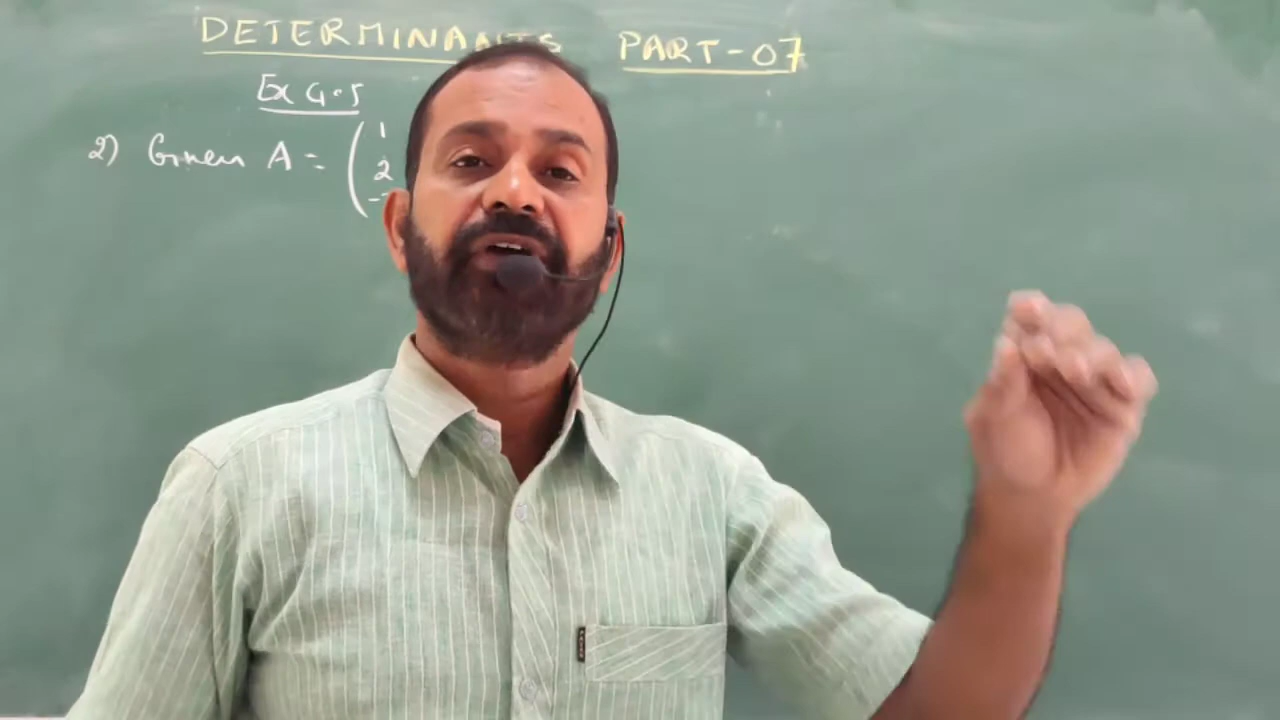 DETERMINANTS PART-07
Ex 4.5
2) Given A = ( 1
2